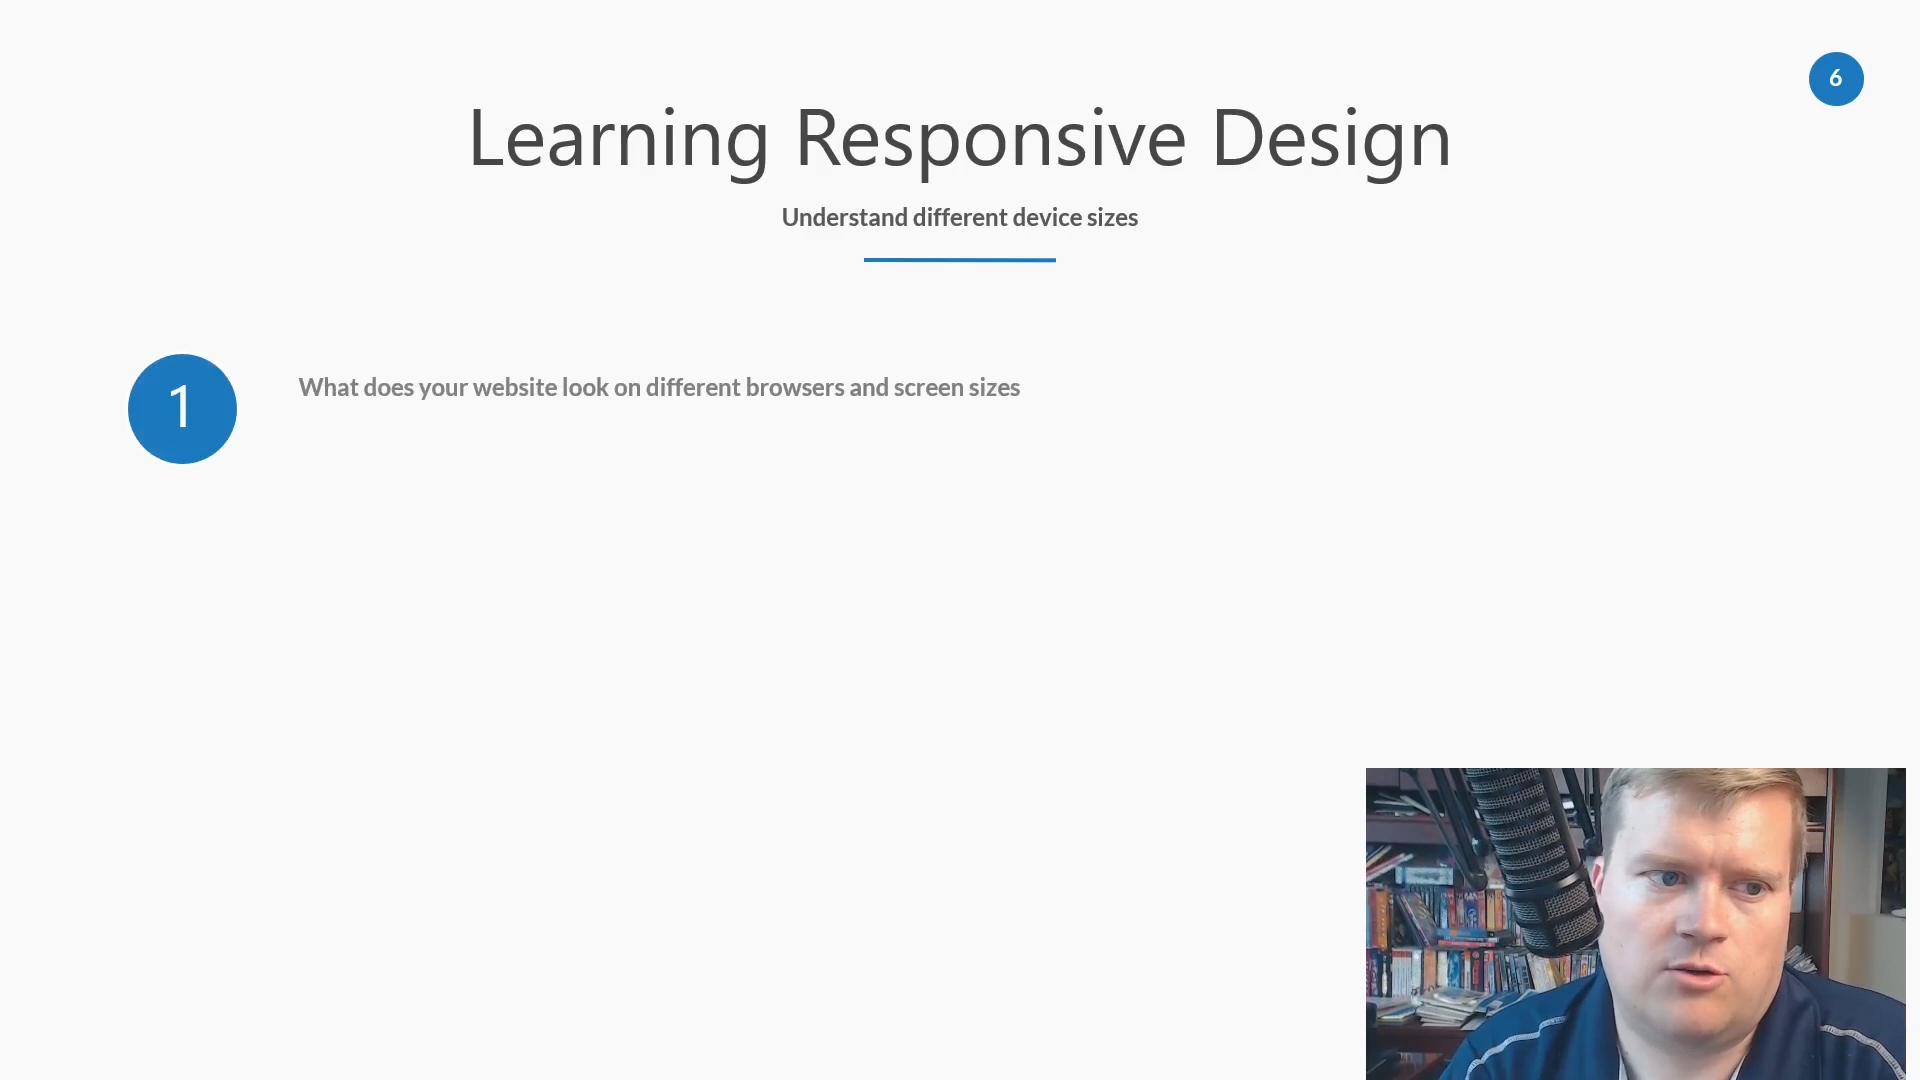 6
Learning Responsive Design
Understand different device sizes
1
What does your website look on different browsers and screen sizes